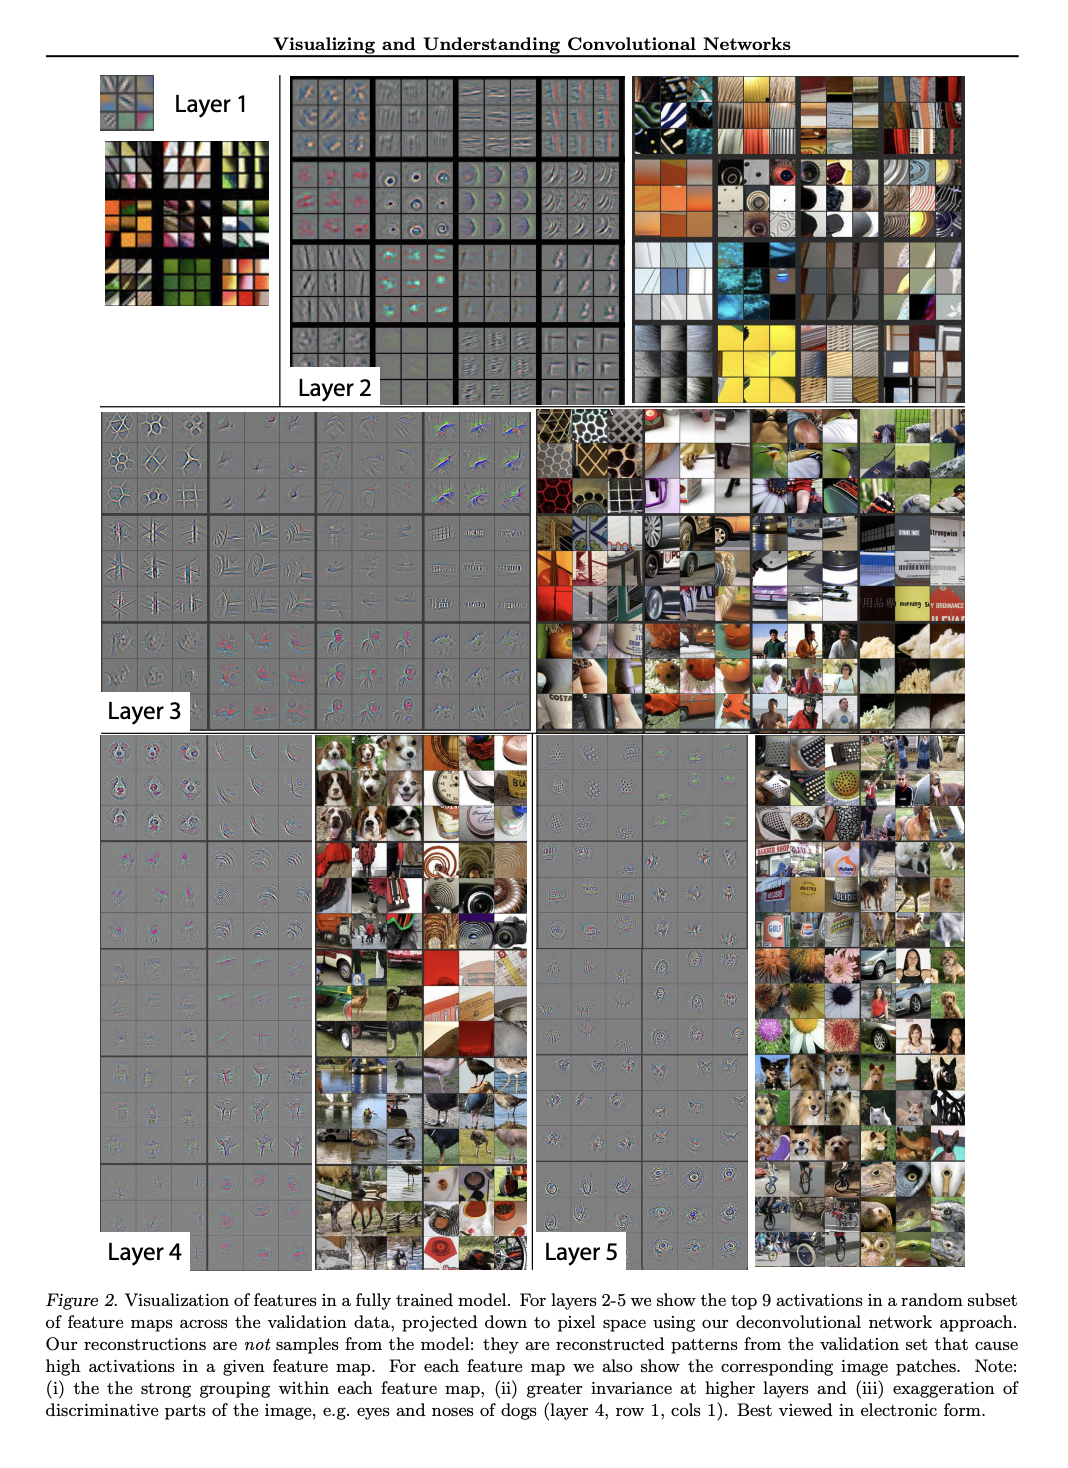 Visualizing and Understanding Convolutional Networks
Layer 1
Layer 2
Layer 3
Layer 4
Layer 5
Figure 2. Visualization of features in a fully trained model. For layers 2-5 we show the top 9 activations in a random subset
of feature maps across the validation data, projected down to pixel space using our deconvolutional network approach.
Our reconstructions are not samples from the model: they are reconstructed patterns from the validation set that cause
high activations in a given feature map. For each feature map we also show the corresponding image patches. Note:
(i) the the strong grouping within each feature map, (ii) greater invariance at higher layers and (iii) exaggeration of
discriminative parts of the image, e.g. eyes and noses of dogs (layer 4, row 1, cols 1). Best viewed in electronic form.